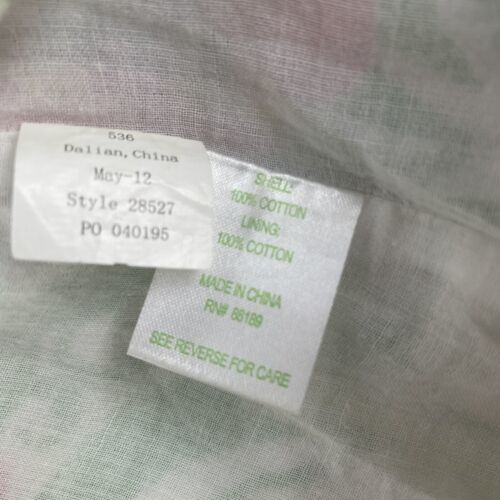 536
Dalian, China
May-12
Style 28527
PO 040195
SHELL:
100% COTTON
LINING:
100% COTTON
MADE IN CHINA
RN# 86189
SEE REVERSE FOR CARE